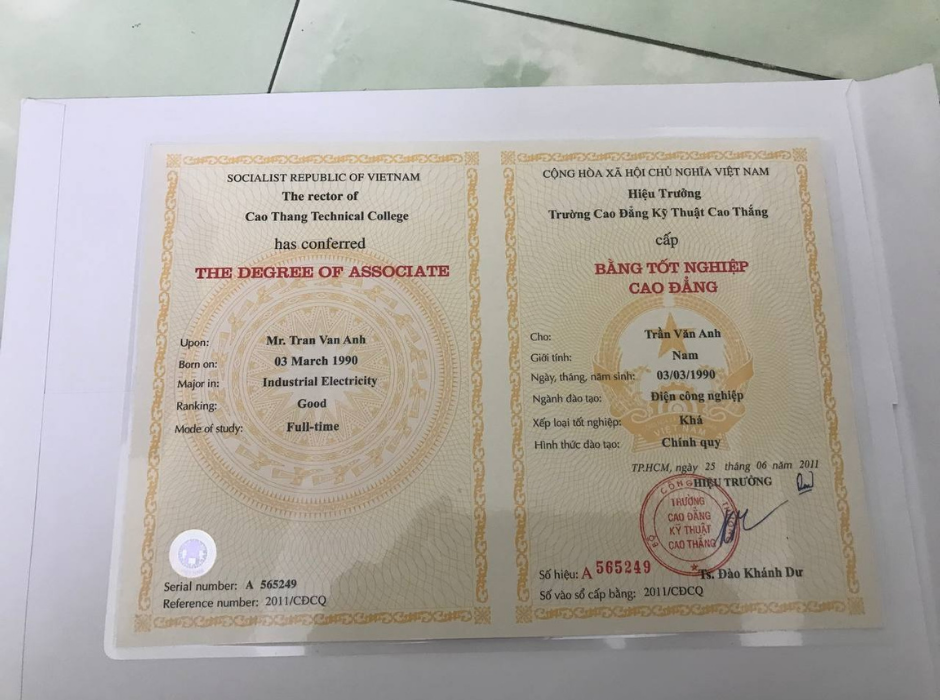 SOCIALIST REPUBLIC OF VIETNAM
The rector of
Cao Thang Technical College
has conferred
THE DEGREE OF ASSOCIATE
Upon: Mr. Tran Van Anh
Born on: 03 March 1990
Major in: Industrial Electricity
Ranking: Good
Mode of study: Full-time
Serial number: A 565249
Reference number: 2011/CĐCQ
CỘNG HÒA XÃ HỘI CHỦ NGHĨA VIỆT NAM
Hiệu Trưởng
Trường Cao Đẳng Kỹ Thuật Cao Thắng
cấp
BẰNG TỐT NGHIỆP
CAO ĐẲNG
Cho: Trần Văn Anh
Giới tính: Nam
Ngày, tháng, năm sinh: 03/03/1990
Ngành đào tạo: Điện công nghiệp
Xếp loại tốt nghiệp: Khá
Hình thức đào tạo: Chính quy
VIỆT NAM
TP.HCM, ngày 25 tháng 06 năm 2011
HIỆU TRƯỞNG
TRƯỜNG
CAO ĐẲNG
KỸ THUẬT
CAO THẮNG
Số hiệu: A 565249
Ts. Đào Khánh Dư
Số vào sổ cấp bằng: 2011/CĐCQ